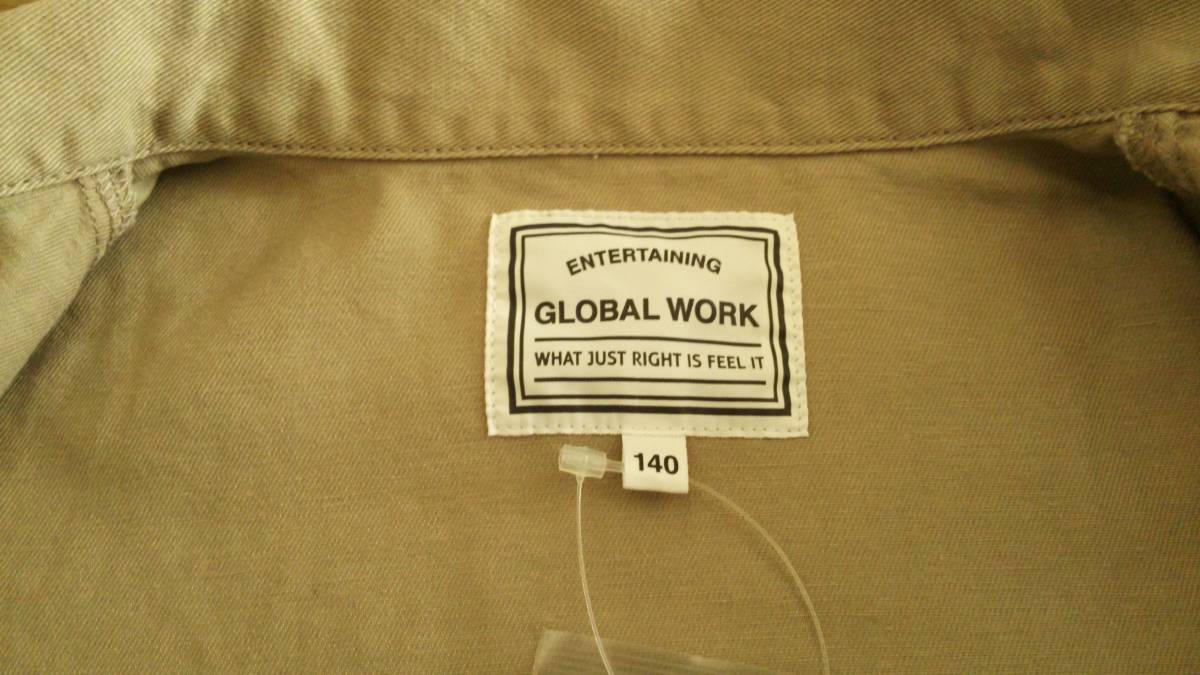 ENTERTAINING
GLOBAL WORK
WHAT JUST RIGHT IS FEEL IT
140